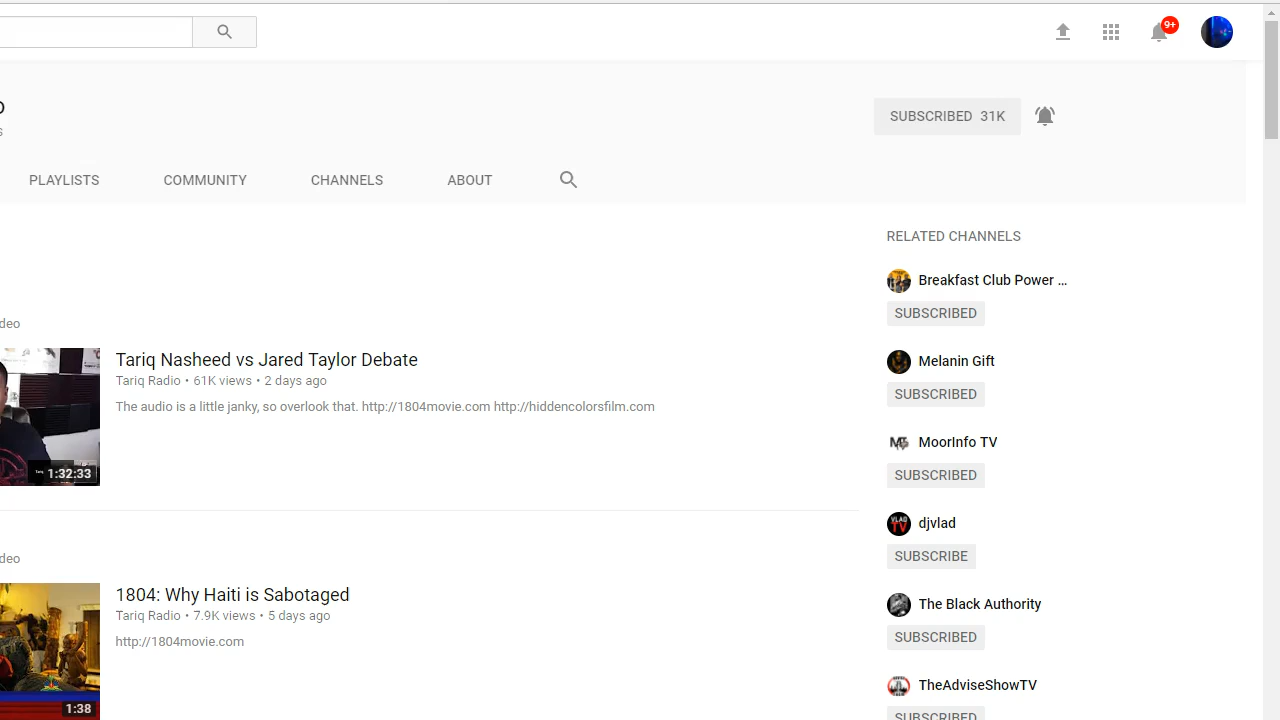 9+
SUBSCRIBED 31K
PLAYLISTS COMMUNITY CHANNELS ABOUT
RELATED CHANNELS
Breakfast Club Power ...
SUBSCRIBED
Melanin Gift
SUBSCRIBED
MoorInfo TV
SUBSCRIBED
djvlad
SUBSCRIBE
The Black Authority
SUBSCRIBED
TheAdviseShowTV
SUBSCRIBED
deo
Tariq Nasheed vs Jared Taylor Debate
Tariq Radio • 61K views • 2 days ago
The audio is a little janky, so overlook that. http://1804movie.com http://hiddencolorsfilm.com
1:32:33
deo
1804: Why Haiti is Sabotaged
Tariq Radio • 7.9K views • 5 days ago
http://1804movie.com
1:38